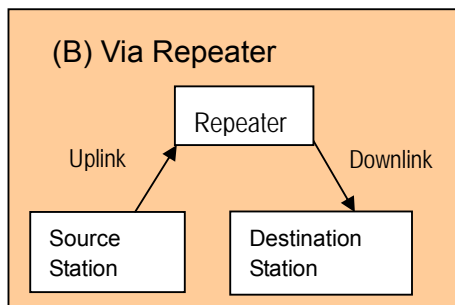 (B) Via Repeater
Repeater
Uplink
Downlink
Source
Station
Destination
Station